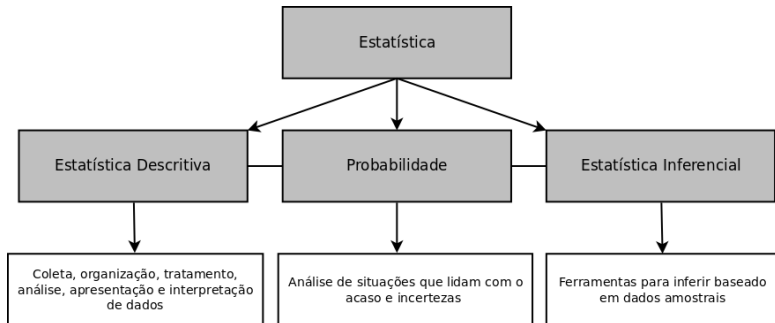 Estatística
Estatística Descritiva
Probabilidade
Estatística Inferencial
Coleta, organização, tratamento,
análise, apresentação e interpretação
de dados
Análise de situações que lidam com o
acaso e incertezas
Ferramentas para inferir baseado
em dados amostrais